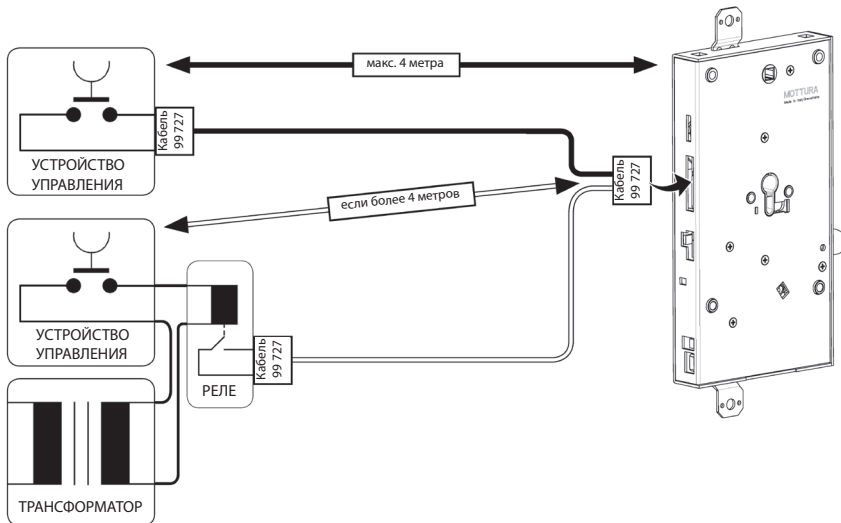 макс. 4 метра
MOTTURA
Кабель
99 727
УСТРОЙСТВО
УПРАВЛЕНИЯ
Кабель
99 727
если более 4 метров
УСТРОЙСТВО
УПРАВЛЕНИЯ
Кабель
99 727
РЕЛЕ
ТРАНСФОРМАТОР